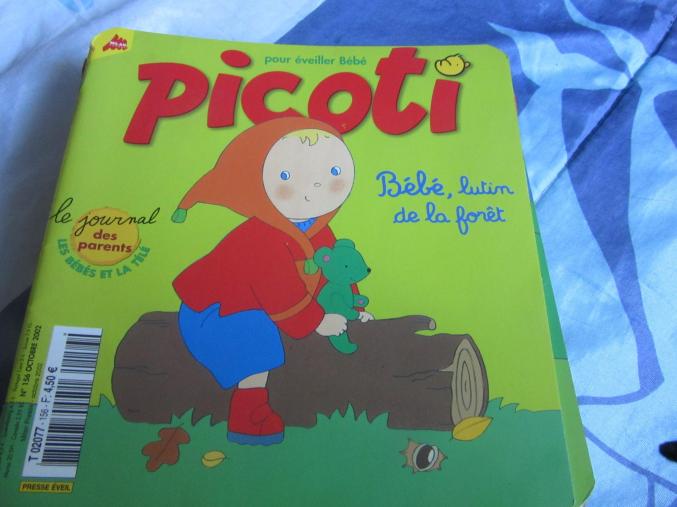 MILAN
pour éveiller Bébé
Picoti
Bébé, lutin
de la forêt
le journal
des
parents
LES BÉBÉS ET LA TÉLÉ
N° 156 OCTOBRE 2002
T 02077 - 156 - F: 4,50 €
PRESSE ÉVEIL